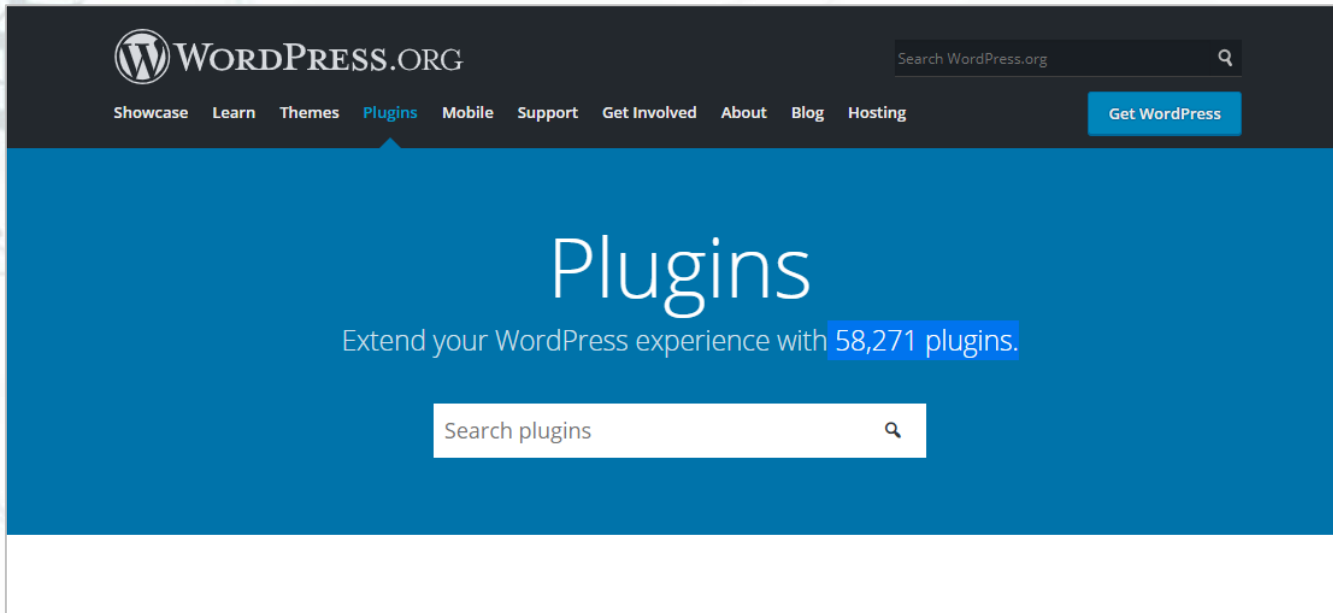 WORDPRESS.ORG
Search WordPress.org
Showcase Learn Themes Plugins Mobile Support Get Involved About Blog Hosting
Get WordPress
Plugins
Extend your WordPress experience with 58,271 plugins.
Search plugins